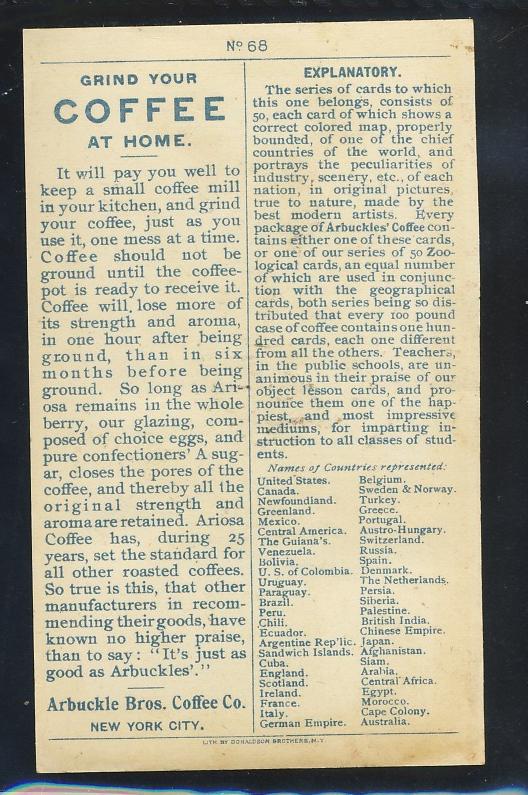 Nº 68
GRIND YOUR
COFFEE
AT HOME.
It will pay you well to
keep a small coffee mill
in your kitchen, and grind
your coffee, just as you
use it, one mess at a time.
Coffee should not be
ground until the coffee-
pot is ready to receive it.
Coffee will lose more of
its strength and aroma,
in one hour after being
ground, than in six
months before being
ground. So long as Ari-
osa remains in the whole
berry, our glazing, com-
posed of choice eggs, and
pure confectioners' A sug-
ar, closes the pores of the
coffee, and thereby all the
original strength and
aroma are retained. Ariosa
Coffee has, during 25
years, set the standard for
all other roasted coffees.
So true is this, that other
manufacturers in recom-
mending their goods, have
known no higher praise,
than to say: "It's just as
good as Arbuckles'."
Arbuckle Bros. Coffee Co.
NEW YORK CITY.
EXPLANATORY.
The series of cards to which
this one belongs, consists of
50, each card of which shows a
correct colored map, properly
bounded, of one of the chief
countries of the world, and
portrays the peculiarities of
industry, scenery, etc., of each
nation, in original pictures,
true to nature, made by the
best modern artists. Every
package of Arbuckles' Coffee con-
tains either one of these cards,
or one of our series of 50 Zoo-
logical cards, an equal number
of which are used in conjunc-
tion with the geographical
cards, both series being so dis-
tributed that every 100 pound
case of coffee contains one hun-
dred cards, each one different
from all the others. Teachers,
in the public schools, are un-
animous in their praise of our
object lesson cards, and pro-
nounce them one of the hap-
piest, and most impressive
mediums, for imparting in-
struction to all classes of stud-
ents.
Names of Countries represented:
United States.
Canada.
Newfoundland.
Greenland.
Mexico.
Central America.
The Guiana's.
Venezuela.
Bolivia.
U. S. of Colombia.
Uruguay.
Paraguay.
Brazil.
Peru.
Chili.
Ecuador.
Argentine Rep'lic.
Sandwich Islands.
Cuba.
England.
Scotland.
Ireland.
France.
Italy.
German Empire.
Belgium.
Sweden & Norway.
Turkey.
Greece.
Portugal.
Austro-Hungary.
Switzerland.
Russia.
Spain.
Denmark.
The Netherlands.
Persia.
Siberia.
Palestine.
British India.
Chinese Empire.
Japan.
Afghanistan.
Siam.
Arabia.
Central Africa.
Egypt.
Morocco.
Cape Colony.
Australia.
LITH. BY DONALDSON BROTHERS, N.Y.